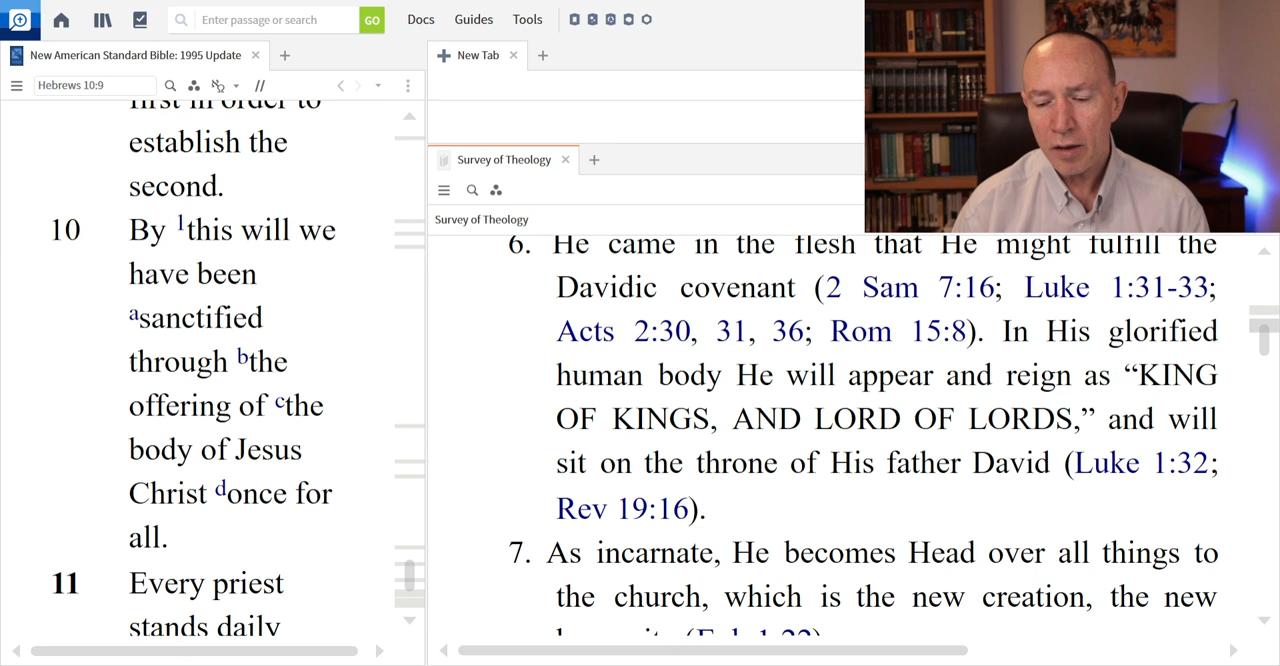 Enter passage or search
GO
Docs
Guides
Tools
New American Standard Bible: 1995 Update
New Tab
Hebrews 10:9
first in order to
establish the
second.
10 By 1this will we
have been
asanctified
through bthe
offering of cthe
body of Jesus
Christ donce for
all.
11 Every priest
stands daily
Survey of Theology
Survey of Theology
6. He came in the flesh that He might fulfill the
Davidic covenant (2 Sam 7:16; Luke 1:31-33;
Acts 2:30, 31, 36; Rom 15:8). In His glorified
human body He will appear and reign as “KING
OF KINGS, AND LORD OF LORDS,” and will
sit on the throne of His father David (Luke 1:32;
Rev 19:16).
7. As incarnate, He becomes Head over all things to
the church, which is the new creation, the new